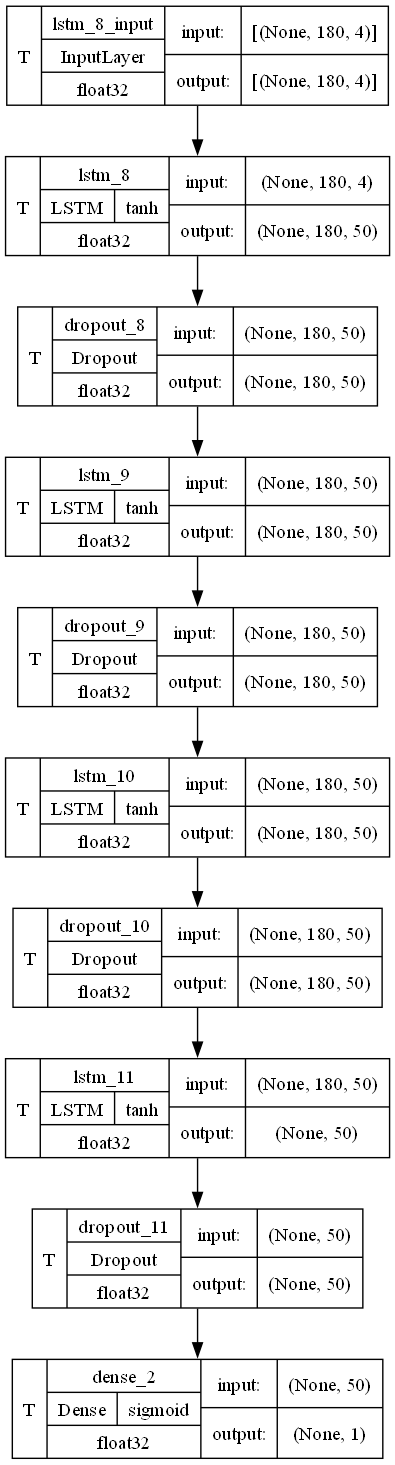 T
lstm_8_input
InputLayer
float32
input:
[(None, 180, 4)]
output:
[(None, 180, 4)]
T
lstm_8
LSTM
tanh
float32
input:
(None, 180, 4)
output:
(None, 180, 50)
T
dropout_8
Dropout
float32
input:
(None, 180, 50)
output:
(None, 180, 50)
T
lstm_9
LSTM
tanh
float32
input:
(None, 180, 50)
output:
(None, 180, 50)
T
dropout_9
Dropout
float32
input:
(None, 180, 50)
output:
(None, 180, 50)
T
lstm_10
LSTM
tanh
float32
input:
(None, 180, 50)
output:
(None, 180, 50)
T
dropout_10
Dropout
float32
input:
(None, 180, 50)
output:
(None, 180, 50)
T
lstm_11
LSTM
tanh
float32
input:
(None, 180, 50)
output:
(None, 50)
T
dropout_11
Dropout
float32
input:
(None, 50)
output:
(None, 50)
T
dense_2
Dense
sigmoid
float32
input:
(None, 50)
output:
(None, 1)